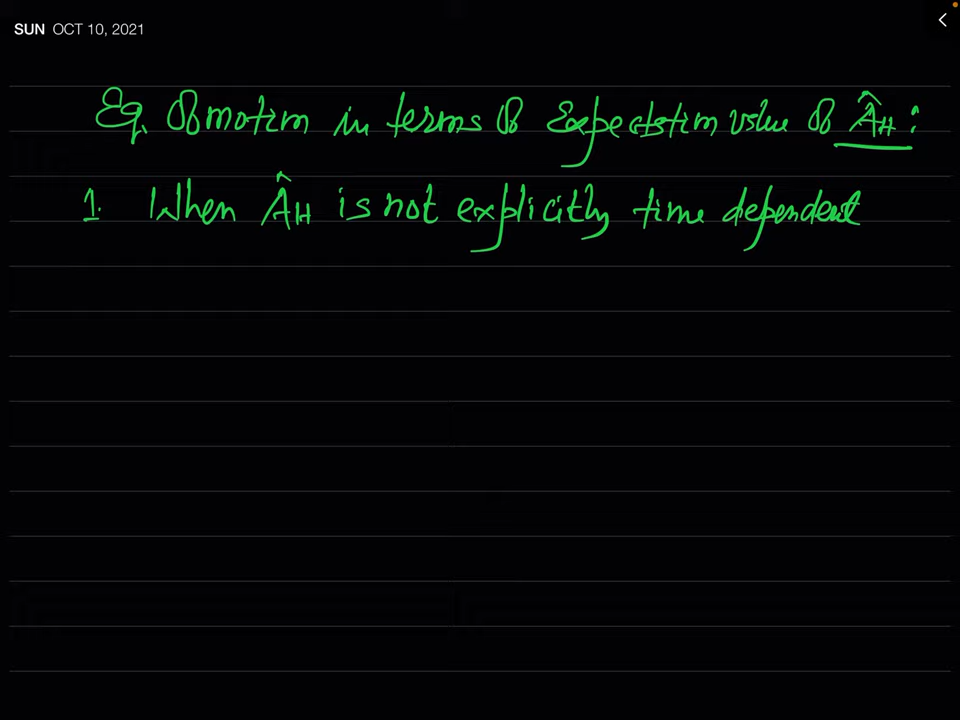 SUN OCT 10, 2021
Eq. Of motion in terms of Expectation value of Â_H :
1. When Â_H is not explicitly time dependent